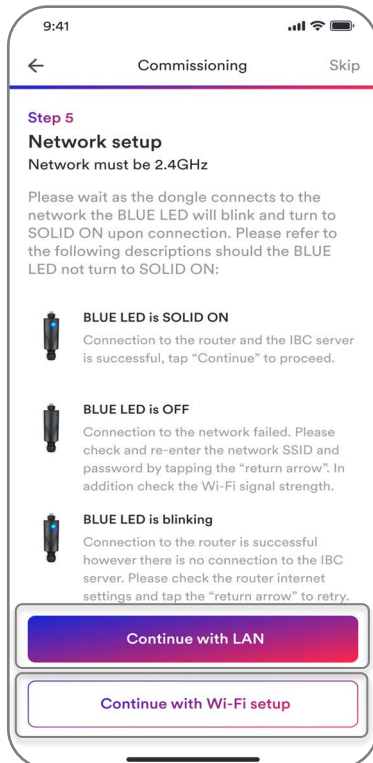 9:41
Commissioning
Skip
Step 5
Network setup
Network must be 2.4GHz
Please wait as the dongle connects to the
network the BLUE LED will blink and turn to
SOLID ON upon connection. Please refer to
the following descriptions should the BLUE
LED not turn to SOLID ON:
BLUE LED is SOLID ON
Connection to the router and the IBC server
is successful, tap “Continue” to proceed.
BLUE LED is OFF
Connection to the network failed. Please
check and re-enter the network SSID and
password by tapping the “return arrow”. In
addition check the Wi-Fi signal strength.
BLUE LED is blinking
Connection to the router is successful
however there is no connection to the IBC
server. Please check the router internet
settings and tap the “return arrow” to retry.
Continue with LAN
Continue with Wi-Fi setup